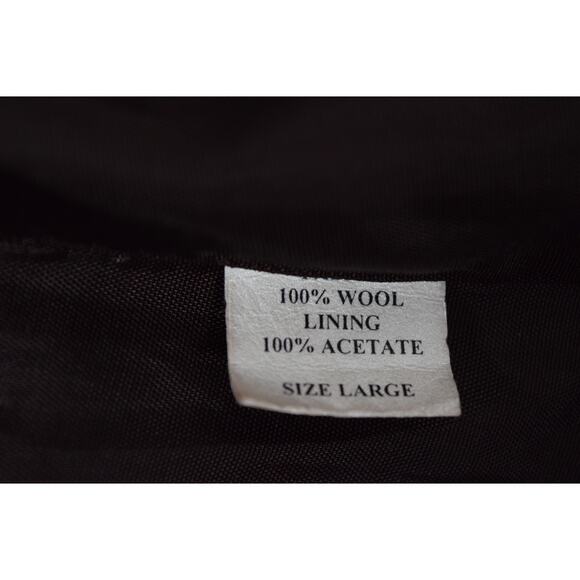 100% WOOL
LINING
100% ACETATE
SIZE LARGE